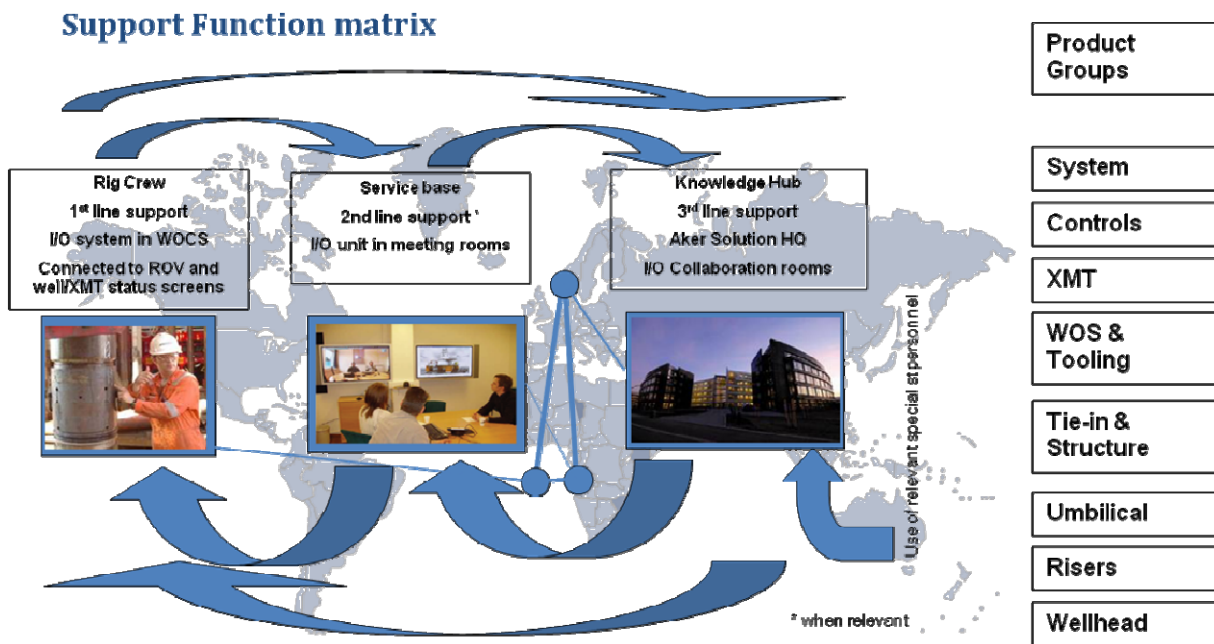 Support Function matrix
Rig Crew
1st line support
I/O system in WOCS
Connected to ROV and
well/XMT status screens
Service base
2nd line support *
I/O unit in meeting rooms
Knowledge Hub
3rd line support
Aker Solution HQ
I/O Collaboration rooms
Use of relevant special stpersonnel
* when relevant
Product
Groups
System
Controls
XMT
WOS &
Tooling
Tie-in &
Structure
Umbilical
Risers
Wellhead